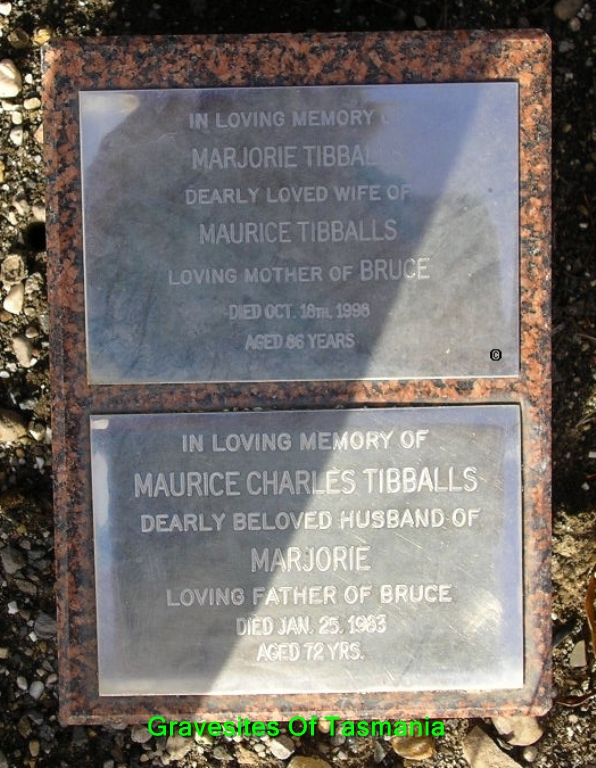 IN LOVING MEMORY OF
MARJORIE TIBBALLS
DEARLY LOVED WIFE OF
MAURICE TIBBALLS
LOVING MOTHER OF BRUCE
DIED OCT. 18TH, 1998
AGED 86 YEARS
©
IN LOVING MEMORY OF
MAURICE CHARLES TIBBALLS
DEARLY BELOVED HUSBAND OF
MARJORIE
LOVING FATHER OF BRUCE
DIED JAN. 25. 1983
AGED 72 YRS.
Gravesites Of Tasmania